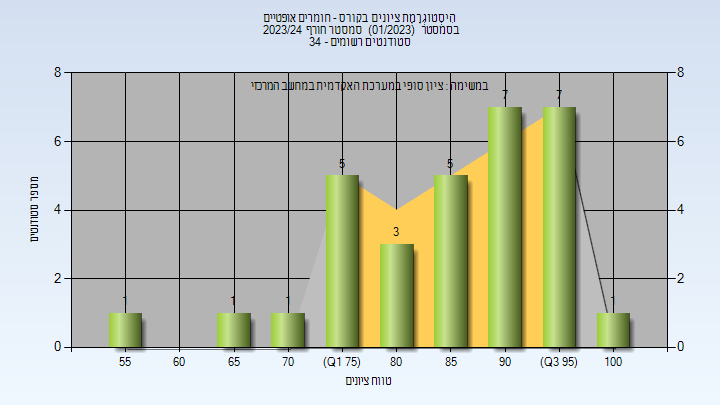 היסטוגרמת ציונים בקורס - חומרים אופטיים
בסמסטר (01/2023) סמסטר חורף 2023/24
סטודנטים רשומים - 34
במשימה : ציון סופי במערכת האקדמית במחשב המרכזי
8 8
6 6
4 4
2 2
0 0
1 1 1 5 3 5 7 7 1
מספר סטודנטים
55 60 65 70 (Q1 75) 80 85 90 (Q3 95) 100
טווח ציונים